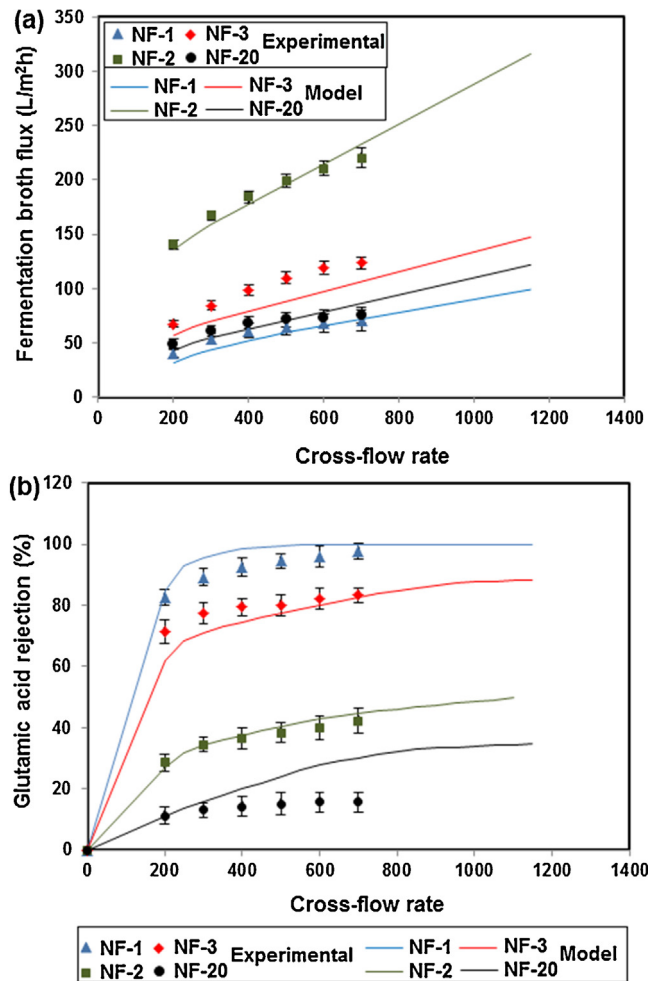 (a)
350
300
250
200
150
100
50
0
Fermentation broth flux (L/m²h)
NF-1 NF-3 Experimental
NF-2 NF-20
NF-1 NF-3 Model
NF-2 NF-20
0 200 400 600 800 1000 1200 1400
Cross-flow rate
(b)
120
100
80
60
40
20
0
Glutamic acid rejection (%)
0 200 400 600 800 1000 1200 1400
Cross-flow rate
NF-1 NF-3 Experimental NF-1 NF-3 Model
NF-2 NF-20 NF-2 NF-20